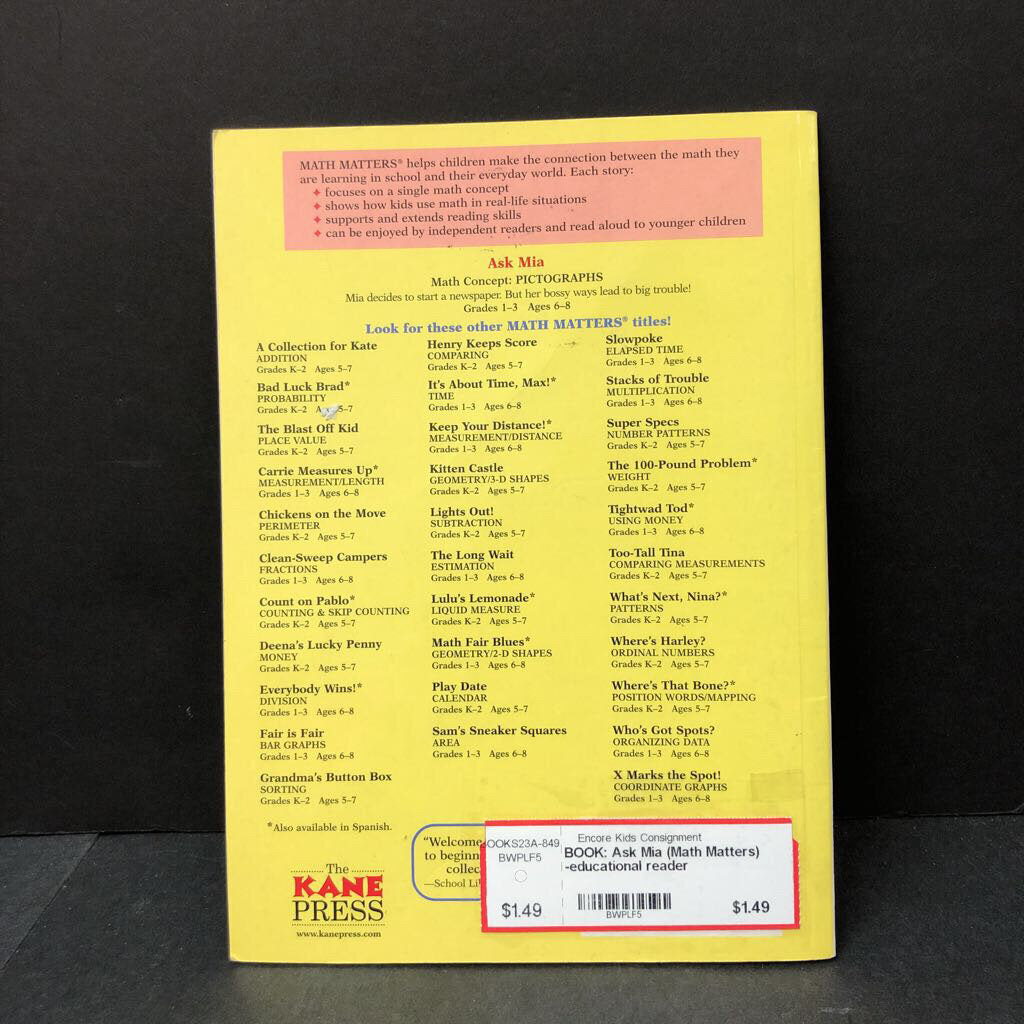 MATH MATTERS® helps children make the connection between the math they
are learning in school and their everyday world. Each story:
✦ focuses on a single math concept
✦ shows how kids use math in real-life situations
✦ supports and extends reading skills
✦ can be enjoyed by independent readers and read aloud to younger children
Ask Mia
Math Concept: PICTOGRAPHS
Mia decides to start a newspaper. But her bossy ways lead to big trouble!
Grades 1–3 Ages 6–8
Look for these other MATH MATTERS® titles!
A Collection for Kate
ADDITION
Grades K–2 Ages 5–7
Bad Luck Brad*
PROBABILITY
Grades K–2 5–7
The Blast Off Kid
PLACE VALUE
Grades K–2 Ages 5–7
Carrie Measures Up*
MEASUREMENT/LENGTH
Grades 1–3 Ages 6–8
Chickens on the Move
PERIMETER
Grades K–2 Ages 5–7
Clean-Sweep Campers
FRACTIONS
Grades 1–3 Ages 6–8
Count on Pablo*
COUNTING & SKIP COUNTING
Grades K–2 Ages 5–7
Deena's Lucky Penny
MONEY
Grades K–2 Ages 5–7
Everybody Wins!*
DIVISION
Grades 1–3 Ages 6–8
Fair is Fair
BAR GRAPHS
Grades 1–3 Ages 6–8
Grandma's Button Box
SORTING
Grades K–2 Ages 5–7
Henry Keeps Score
COMPARING
Grades K–2 Ages 5–7
It's About Time, Max!*
TIME
Grades 1–3 Ages 6–8
Keep Your Distance!*
MEASUREMENT/DISTANCE
Grades 1–3 Ages 6–8
Kitten Castle
GEOMETRY/3-D SHAPES
Grades K–2 Ages 5–7
Lights Out!
SUBTRACTION
Grades K–2 Ages 5–7
The Long Wait
ESTIMATION
Grades 1–3 Ages 6–8
Lulu's Lemonade*
LIQUID MEASURE
Grades K–2 Ages 5–7
Math Fair Blues*
GEOMETRY/2-D SHAPES
Grades 1–3 Ages 6–8
Play Date
CALENDAR
Grades K–2 Ages 5–7
Sam's Sneaker Squares
AREA
Grades 1–3 Ages 6–8
Slowpoke
ELAPSED TIME
Grades 1–3 Ages 6–8
Stacks of Trouble
MULTIPLICATION
Grades 1–3 Ages 6–8
Super Specs
NUMBER PATTERNS
Grades K–2 Ages 5–7
The 100-Pound Problem*
WEIGHT
Grades K–2 Ages 5–7
Tightwad Tod*
USING MONEY
Grades 1–3 Ages 6–8
Too-Tall Tina
COMPARING MEASUREMENTS
Grades K–2 Ages 5–7
What's Next, Nina?*
PATTERNS
Grades K–2 Ages 5–7
Where's Harley?
ORDINAL NUMBERS
Grades K–2 Ages 5–7
Where's That Bone?*
POSITION WORDS/MAPPING
Grades K–2 Ages 5–7
Who's Got Spots?
ORGANIZING DATA
Grades 1–3 Ages 6–8
X Marks the Spot!
COORDINATE GRAPHS
Grades 1–3 Ages 6–8
*Also available in Spanish.
The
KANE
PRESS
www.kanepress.com
"Welcome
to beginn
collec
—School Li
OOKS23A-849
BWPLF5
$1.49
Encore Kids Consignment
BOOK: Ask Mia (Math Matters)
-educational reader
BWPLF5
$1.49